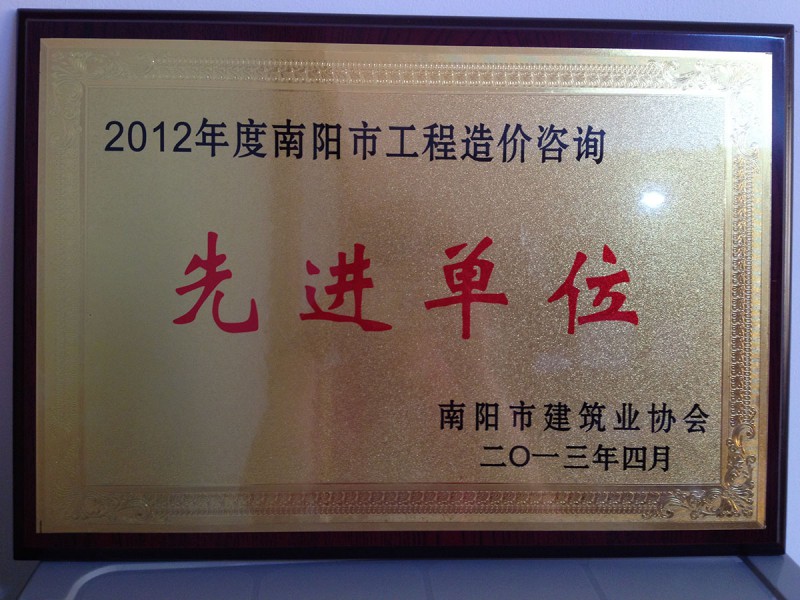 2012年度南阳市工程造价咨询
先进单位
南阳市建筑业协会
二〇一三年四月